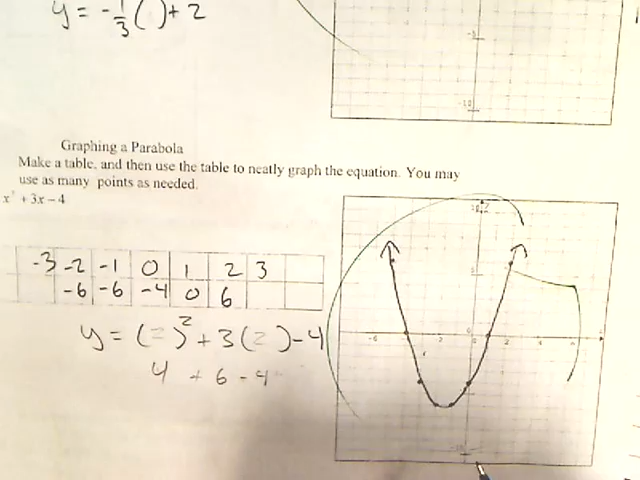 y = -1/3 ( ) + 2
-5
-10
Graphing a Parabola
Make a table, and then use the table to neatly graph the equation. You may
use as many points as needed.
x² + 3x - 4
-3 -2 -1 0 1 2 3
-6 -6 -4 0 6
y = (2)² + 3(2) - 4
4 + 6 - 4